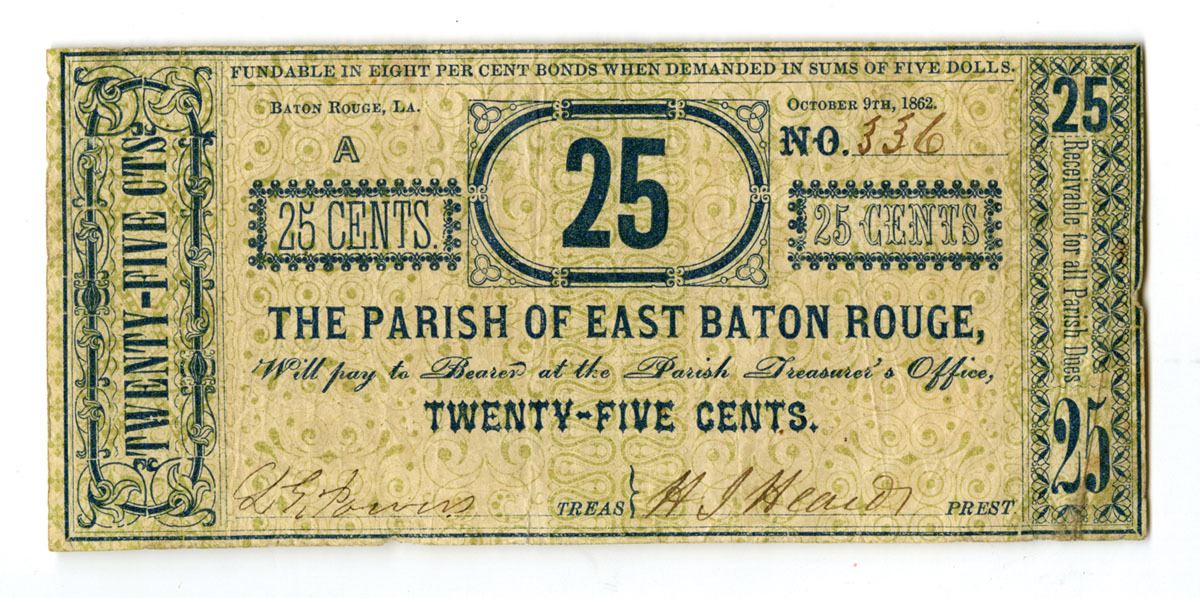 FUNDABLE IN EIGHT PER CENT BONDS WHEN DEMANDED IN SUMS OF FIVE DOLLS.
BATON ROUGE, LA.
OCTOBER 9TH, 1862.
A
25
NO. 336
25 CENTS.
25 CENTS
THE PARISH OF EAST BATON ROUGE,
Will pay to Bearer at the Parish Treasurer's Office,
TWENTY-FIVE CENTS.
TREAS
H J Heard
PREST
TWENTY-FIVE CTS
25
Receivable for all Parish Dues
25